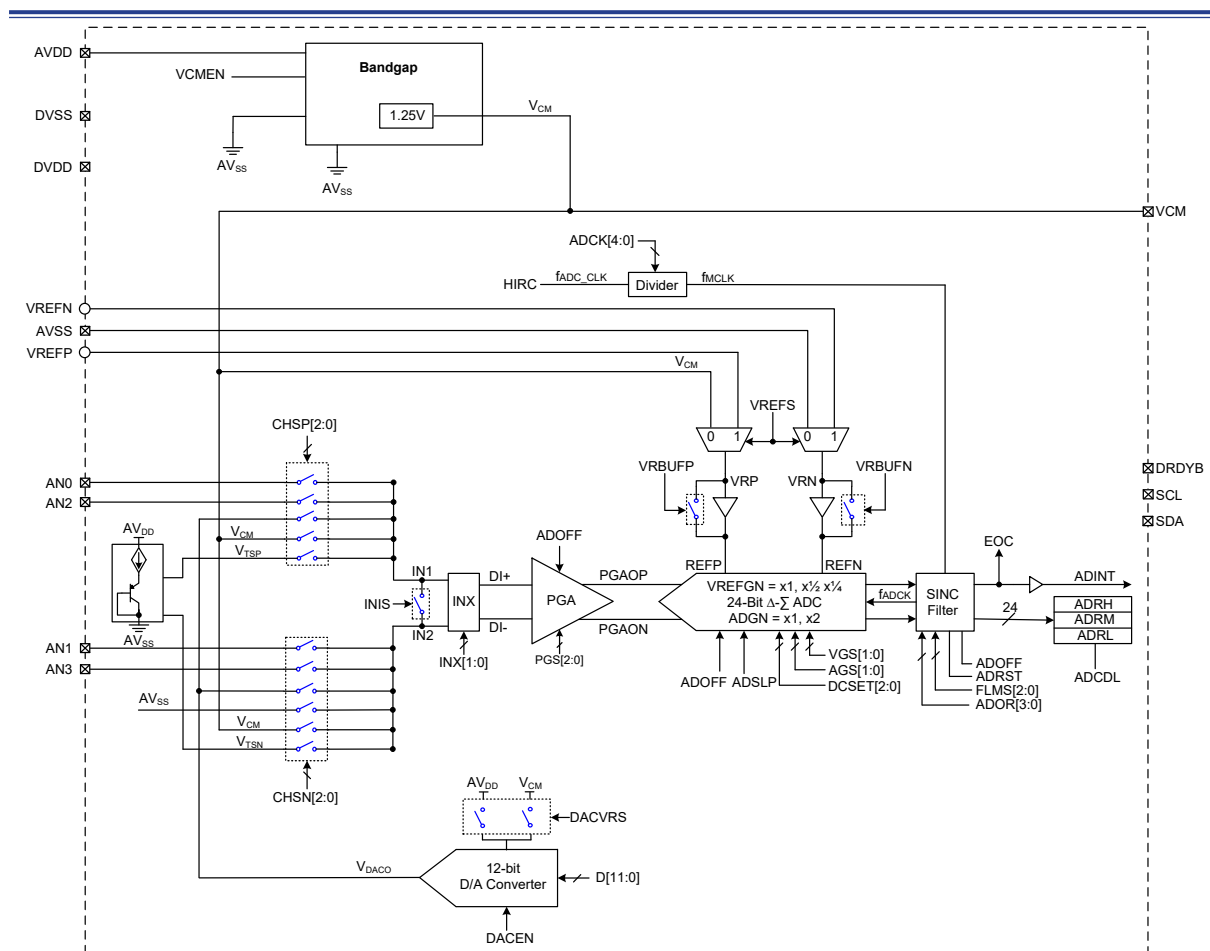 AVDD
Bandgap
VCMEN
1.25V
VCM
DVSS
AVSS
DVDD
AVSS
VCM
ADCK[4:0]
HIRC
fADC_CLK
Divider
fMCLK
VREFN
AVSS
VREFP
VCM
VREFS
CHSP[2:0]
0 1
0 1
VRBUFP
VRP
VRN
VRBUFN
DRDYB
AN0
AN2
SCL
SDA
AVDD
VCM
VTSP
ADOFF
EOC
REFP
REFN
IN1
DI+
PGAOP
VREFGN = x1, x½ x¼
24-Bit Δ-∑ ADC
ADGN = x1, x2
fADCK
SINC
Filter
ADINT
INIS
INX
PGA
24
ADRH
ADRM
ADRL
AVSS
IN2
DI-
PGAON
AN1
AN3
INX[1:0]
PGS[2:0]
VGS[1:0]
AGS[1:0]
DCSET[2:0]
ADOFF
ADSLP
ADOFF
ADRST
FLMS[2:0]
ADOR[3:0]
ADCDL
AVSS
VCM
VTSN
CHSN[2:0]
AVDD
VCM
DACVRS
VDACO
12-bit
D/A Converter
D[11:0]
DACEN